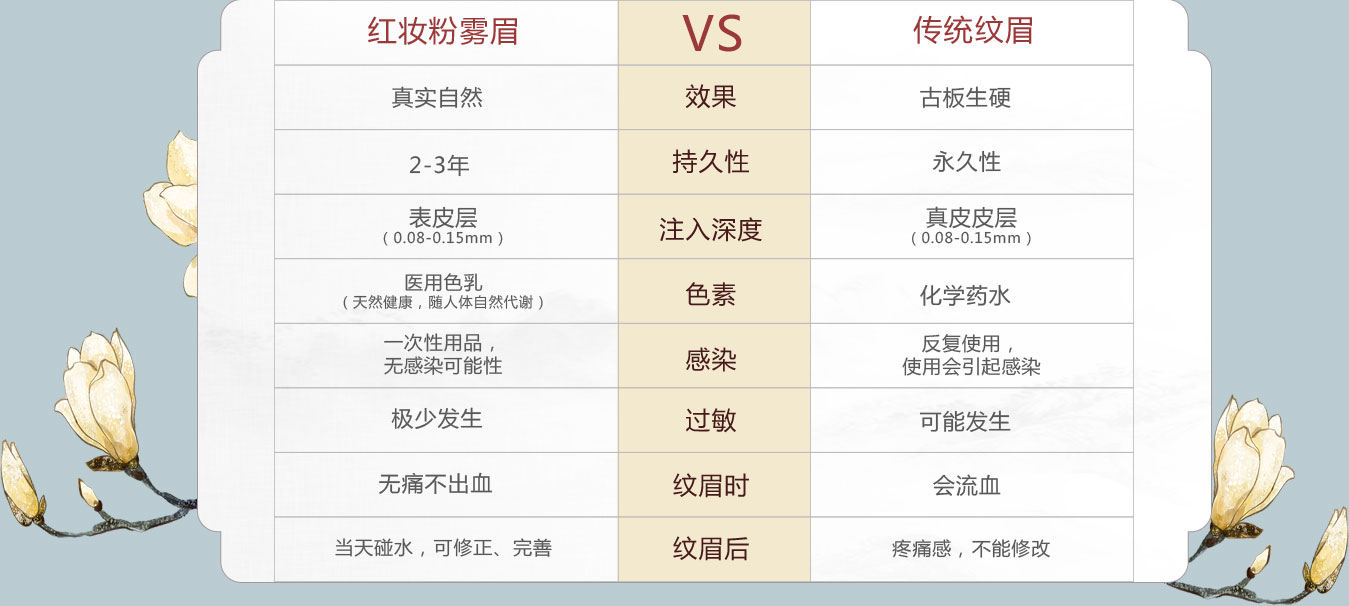 红妆粉雾眉 VS 传统纹眉
真实自然 效果 古板生硬
2-3年 持久性 永久性
表皮层 注入深度 真皮皮层
（0.08-0.15mm） （0.08-0.15mm）
医用色乳 色素 化学药水
（天然健康，随人体自然代谢）
一次性用品， 感染 反复使用，
无感染可能性 使用会引起感染
极少发生 过敏 可能发生
无痛不出血 纹眉时 会流血
当天碰水，可修正、完善 纹眉后 疼痛感，不能修改